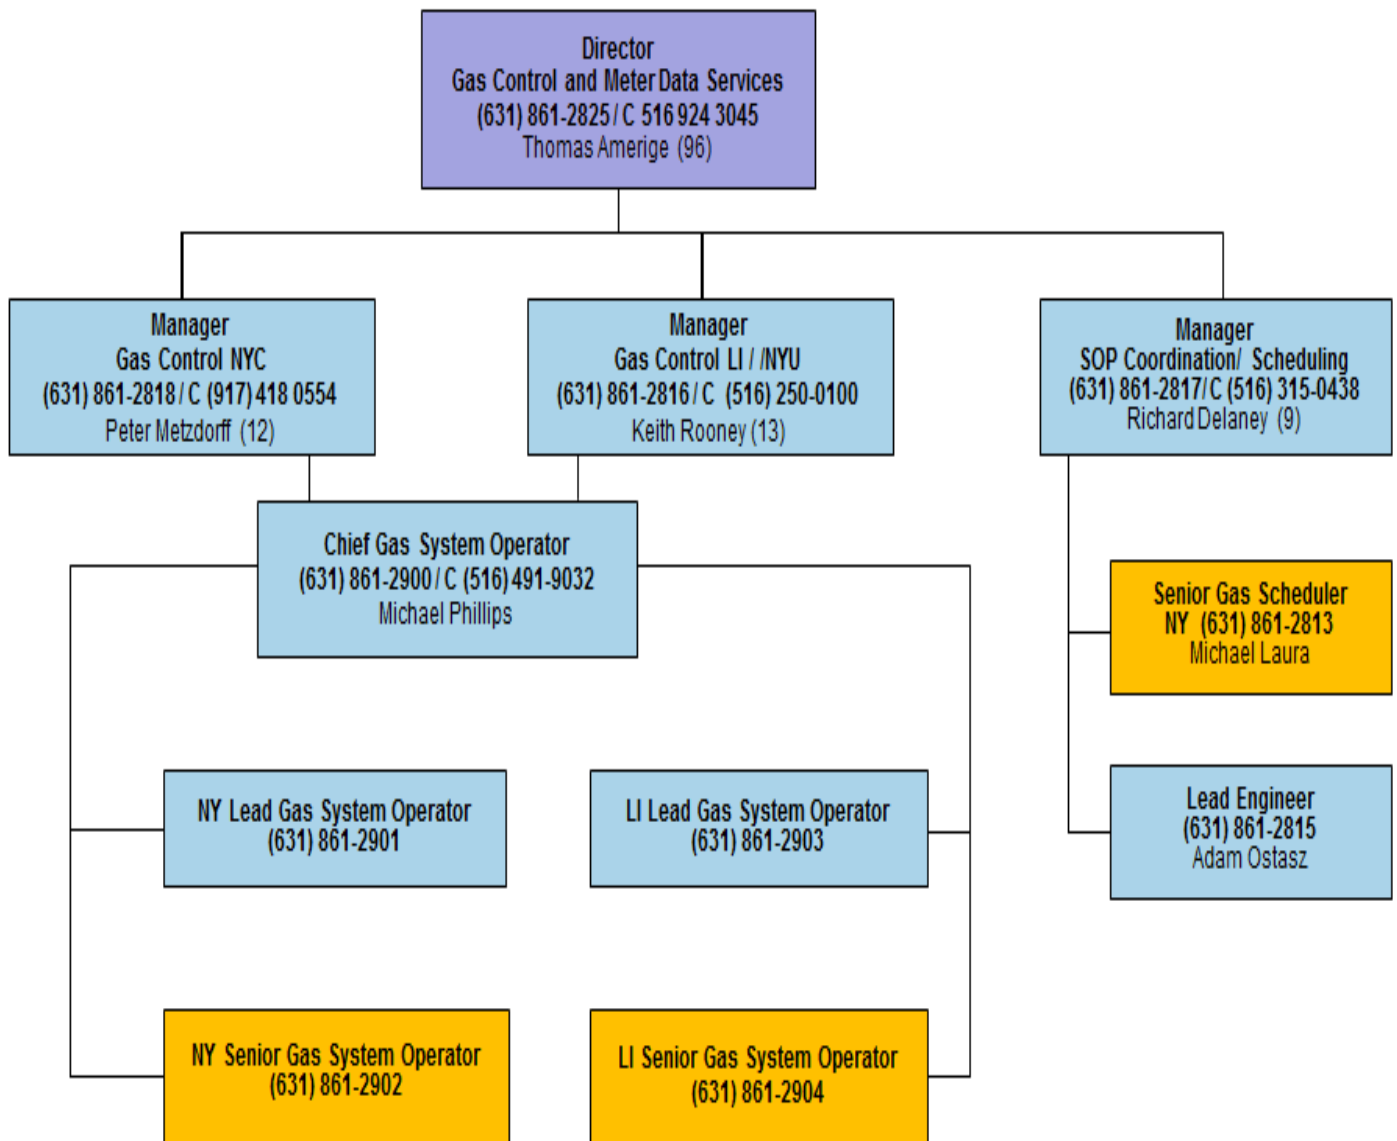 Director
Gas Control and Meter Data Services
(631) 861-2825 / C 516 924 3045
Thomas Amerige (96)
Manager
Gas Control NYC
(631) 861-2818 / C (917) 418 0554
Peter Metzdorff (12)
Manager
Gas Control LI / /NYU
(631) 861-2816 / C (516) 250-0100
Keith Rooney (13)
Manager
SOP Coordination/ Scheduling
(631) 861-2817/ C (516) 315-0438
Richard Delaney (9)
Chief Gas System Operator
(631) 861-2900 / C (516) 491-9032
Michael Phillips
Senior Gas Scheduler
NY (631) 861-2813
Michael Laura
NY Lead Gas System Operator
(631) 861-2901
LI Lead Gas System Operator
(631) 861-2903
Lead Engineer
(631) 861-2815
Adam Ostasz
NY Senior Gas System Operator
(631) 861-2902
LI Senior Gas System Operator
(631) 861-2904